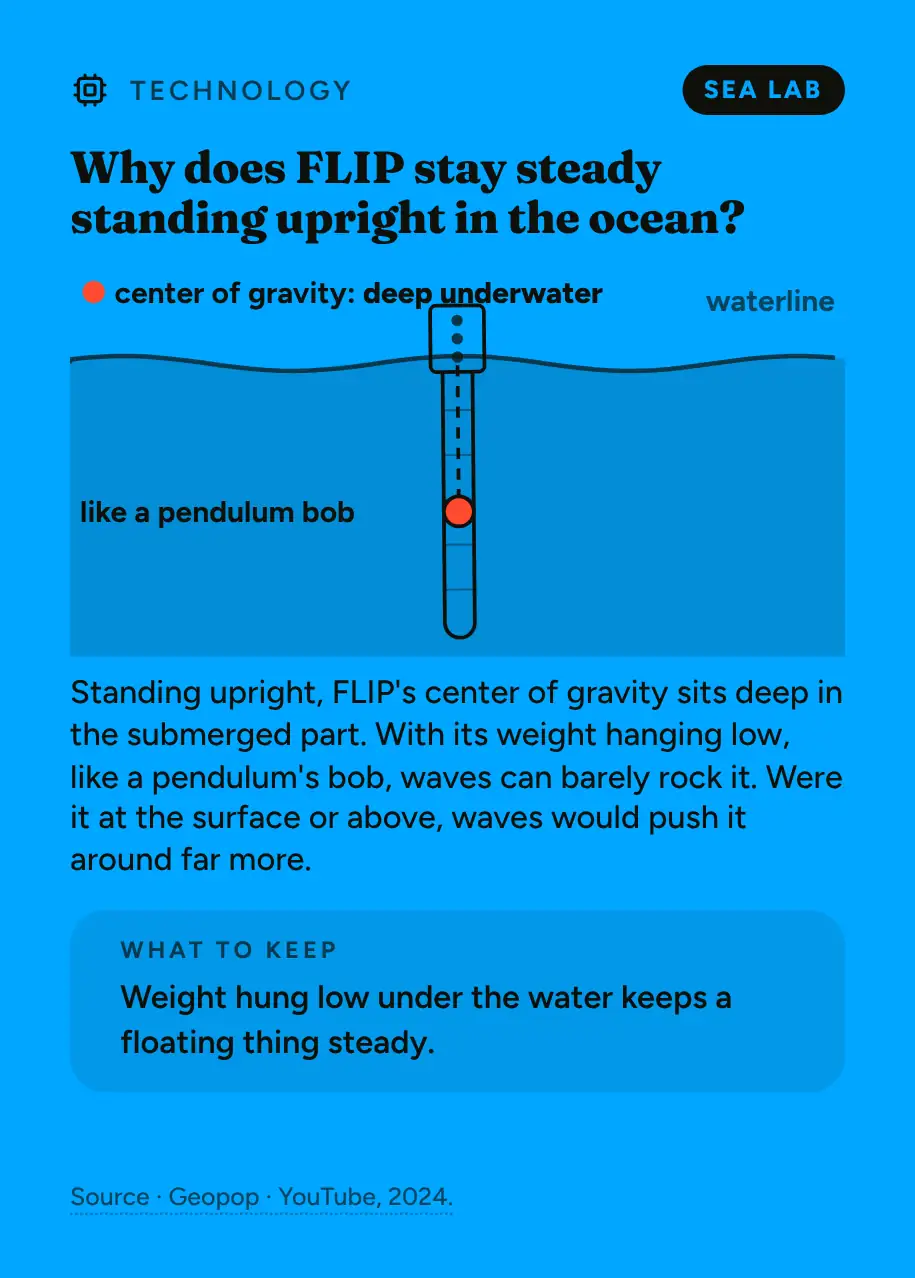 TECHNOLOGY
SEA LAB
Why does FLIP stay steady
standing upright in the ocean?
center of gravity: deep underwater
waterline
like a pendulum bob
Standing upright, FLIP's center of gravity sits deep in
the submerged part. With its weight hanging low,
like a pendulum's bob, waves can barely rock it. Were
it at the surface or above, waves would push it
around far more.
WHAT TO KEEP
Weight hung low under the water keeps a
floating thing steady.
Source · Geopop · YouTube, 2024.